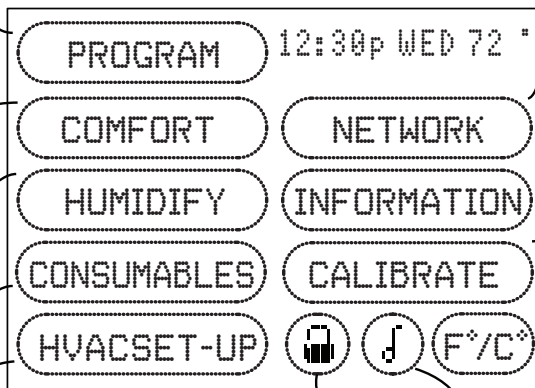 PROGRAM 12:30p WED 72 °
COMFORT NETWORK
HUMIDIFY INFORMATION
CONSUMABLES CALIBRATE
HVACSET-UP F°/C°